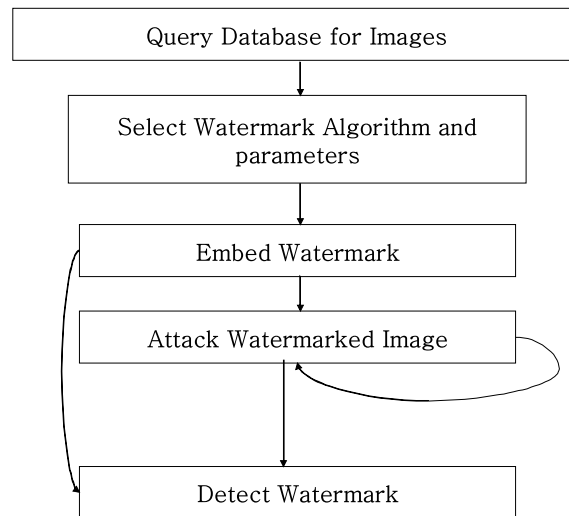 Query Database for Images
Select Watermark Algorithm and
parameters
Embed Watermark
Attack Watermarked Image
Detect Watermark